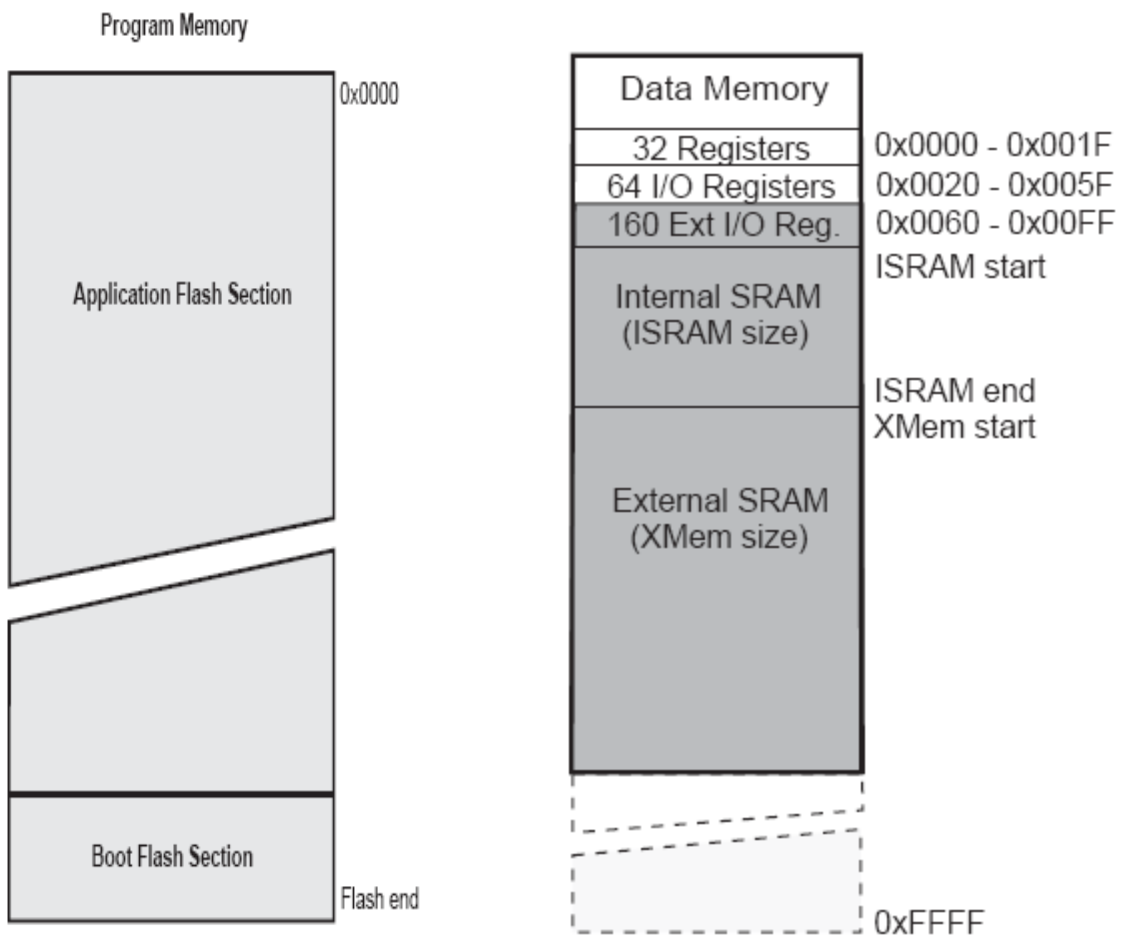 Program Memory
0x0000
Application Flash Section
Boot Flash Section
Flash end
Data Memory
32 Registers
0x0000 - 0x001F
64 I/O Registers
0x0020 - 0x005F
160 Ext I/O Reg.
0x0060 - 0x00FF
ISRAM start
Internal SRAM
(ISRAM size)
ISRAM end
XMem start
External SRAM
(XMem size)
0xFFFF